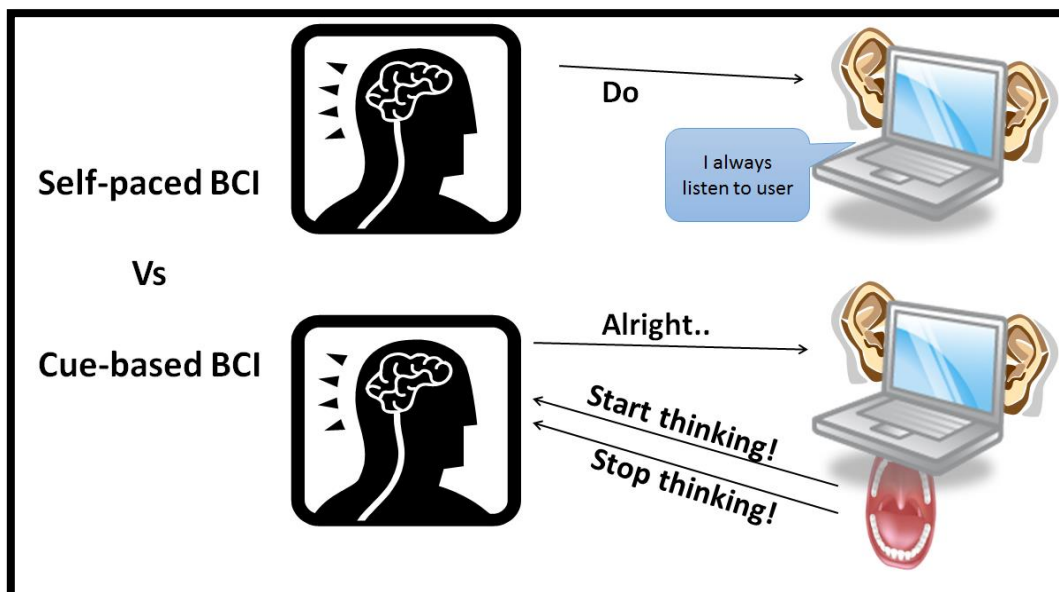 Do
I always
listen to user
Self-paced BCI
Vs
Alright..
Cue-based BCI
Start thinking!
Stop thinking!